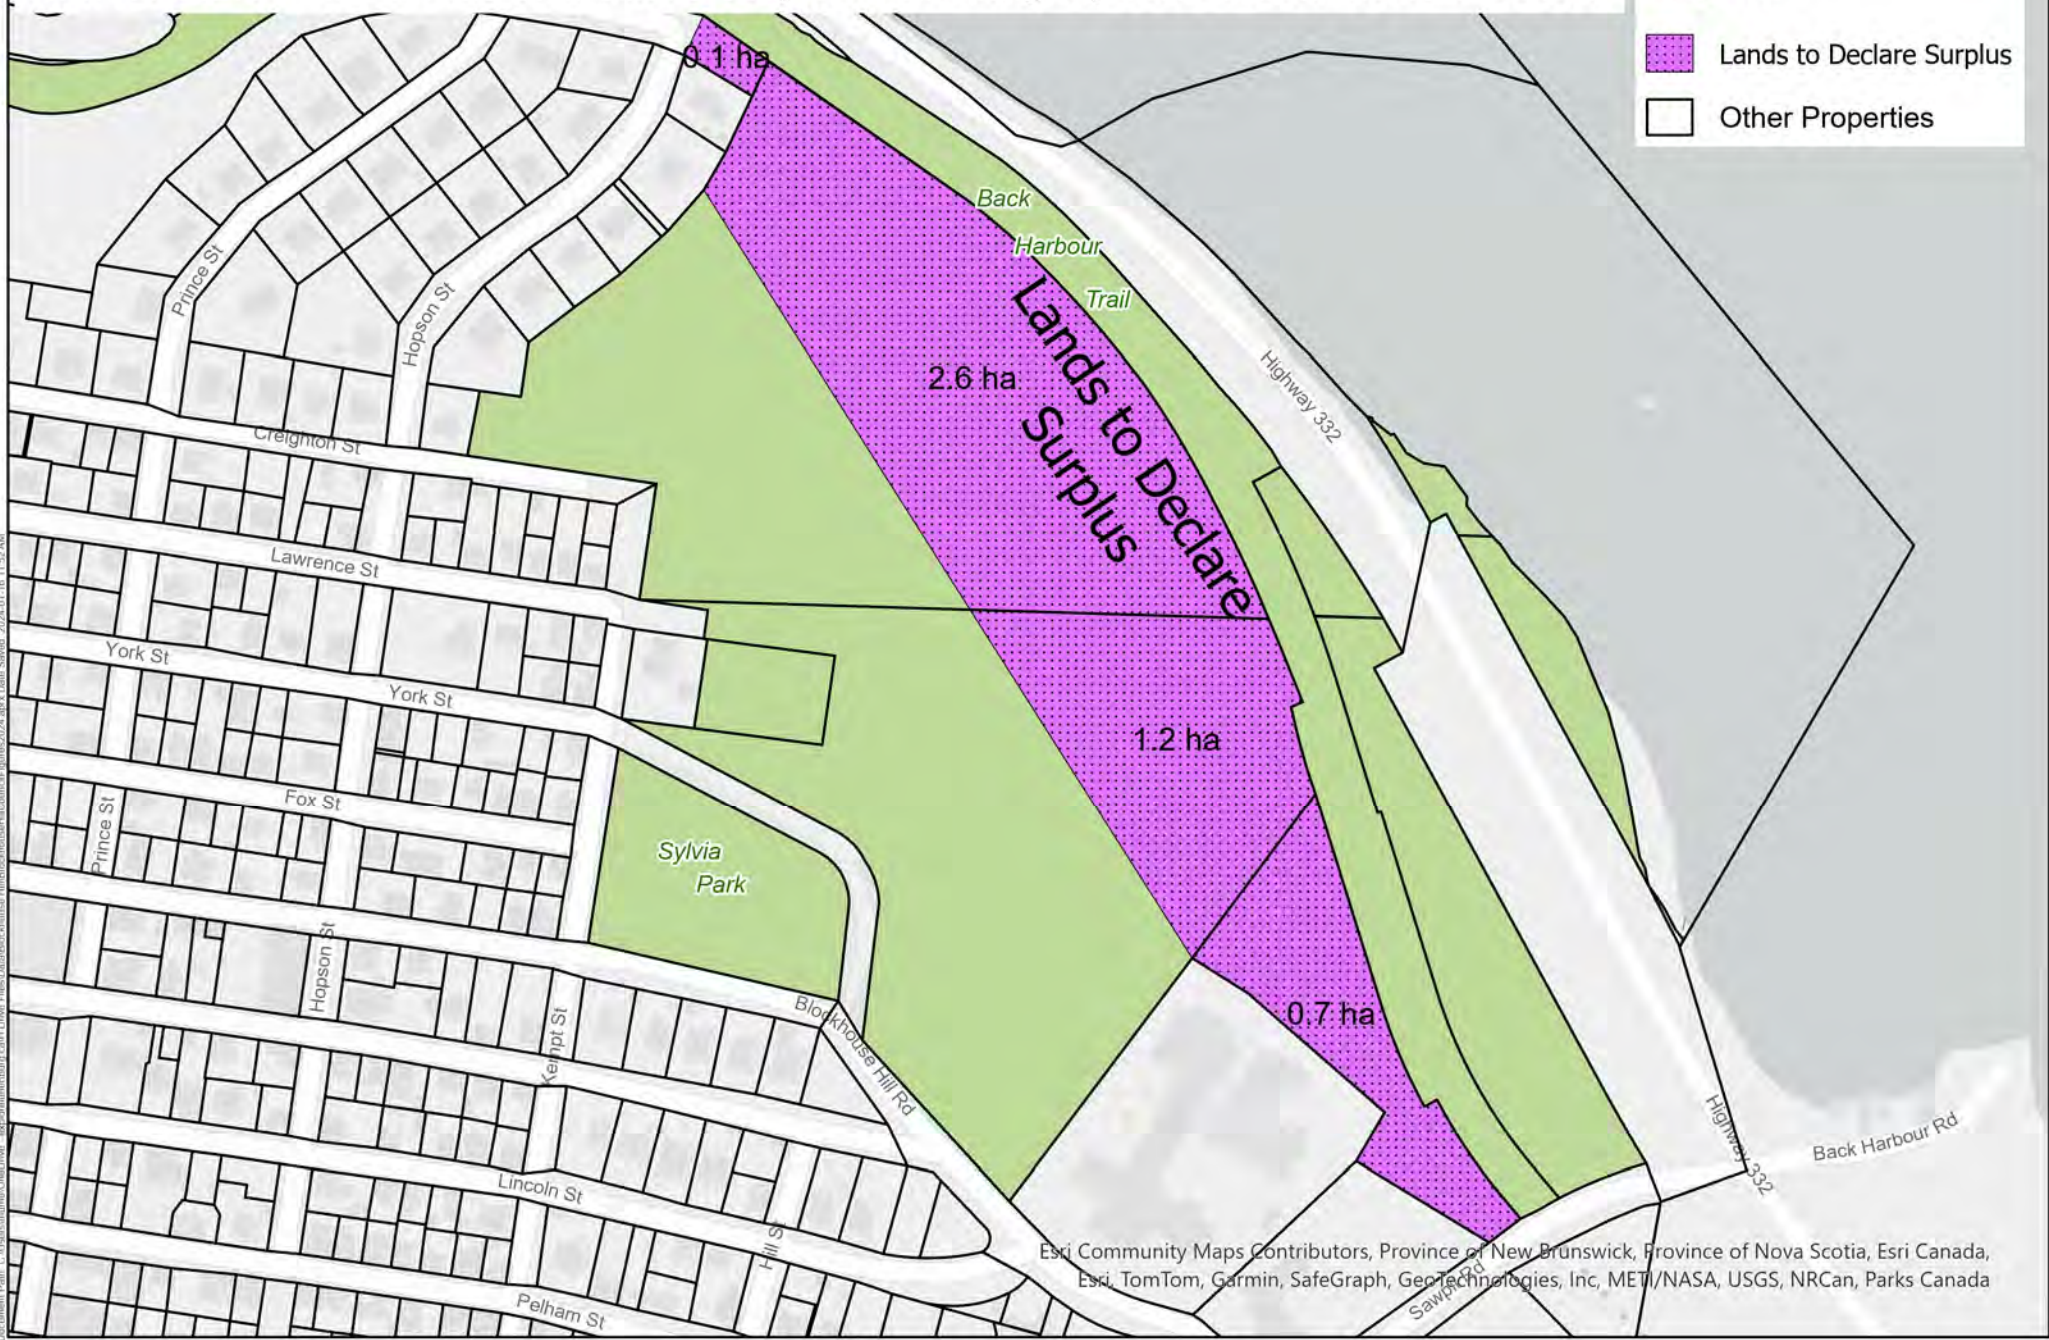 Lands to Declare Surplus
Other Properties
0.1 ha
Back
Harbour
Trail
Prince St
Hopson St
2.6 ha
Lands to Declare
Surplus
Highway 332
Creighton St
Lawrence St
York St
York St
1.2 ha
Fox St
Prince St
Sylvia
Park
Hopson St
Kempt St
Blockhouse Hill Rd
0.7 ha
Highway 332
Back Harbour Rd
Lincoln St
Hill St
Pelham St
Sawpit Rd
Esri Community Maps Contributors, Province of New Brunswick, Province of Nova Scotia, Esri Canada,
Esri, TomTom, Garmin, SafeGraph, GeoTechnologies, Inc, METI/NASA, USGS, NRCan, Parks Canada